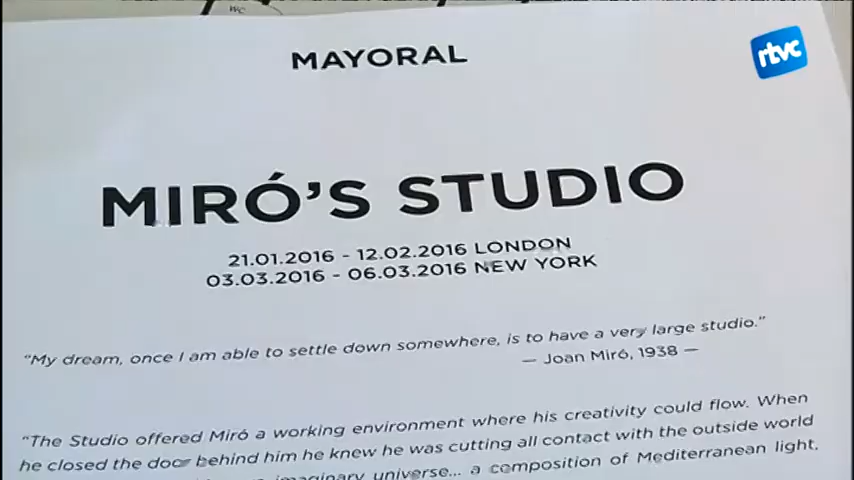 MAYORAL
rtvc
MIRÓ'S STUDIO
21.01.2016 - 12.02.2016 LONDON
03.03.2016 - 06.03.2016 NEW YORK
"My dream, once I am able to settle down somewhere, is to have a very large studio."
— Joan Miró, 1938 —
"The Studio offered Miró a working environment where his creativity could flow. When
he closed the door behind him he knew he was cutting all contact with the outside world
imaginary universe... a composition of Mediterranean light,